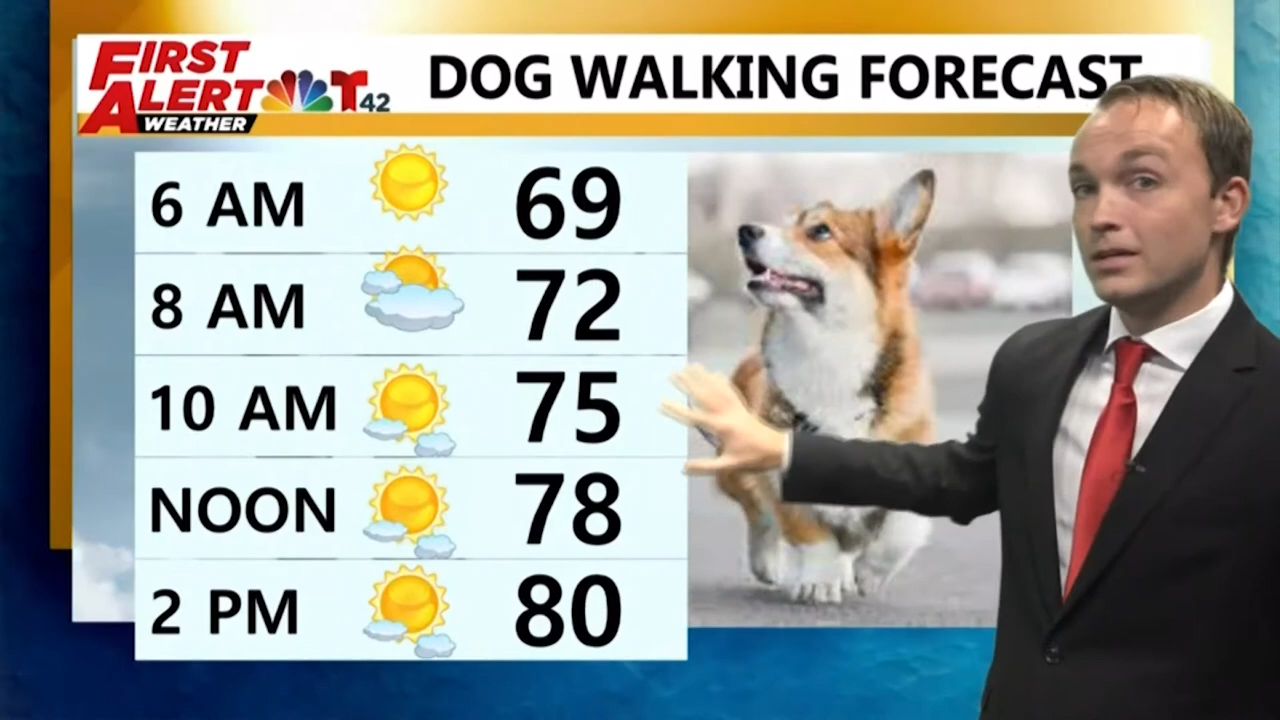 FIRST
ALERT
WEATHER
42
DOG WALKING FORECAST
6 AM 69
8 AM 72
10 AM 75
NOON 78
2 PM 80